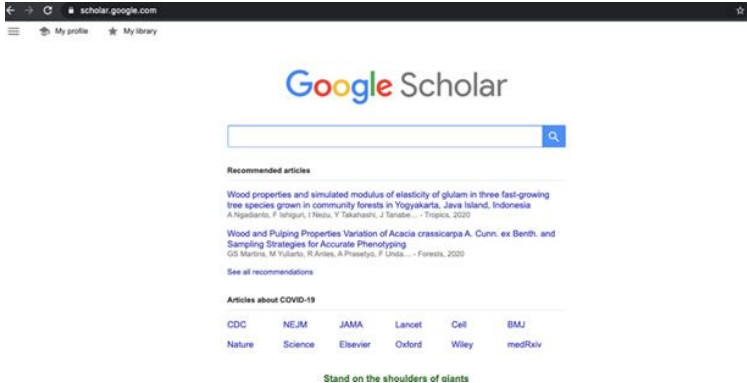 scholar.google.com
My profile My library
Google Scholar
Recommended articles
Wood properties and simulated modulus of elasticity of glulam in three fast-growing
tree species grown in community forests in Yogyakarta, Java Island, Indonesia
A Ngadianto, F Ishiguri, I Nezu, Y Takahashi, J Tanabe... - Tropics, 2020
Wood and Pulping Properties Variation of Acacia crassicarpa A. Cunn. ex Benth. and
Sampling Strategies for Accurate Phenotyping
GS Martins, M Yuliarto, R Antes, A Prasetyo, F Unda... - Forests, 2020
See all recommendations
Articles about COVID-19
CDC NEJM JAMA Lancet Cell BMJ
Nature Science Elsevier Oxford Wiley medRxiv
Stand on the shoulders of giants